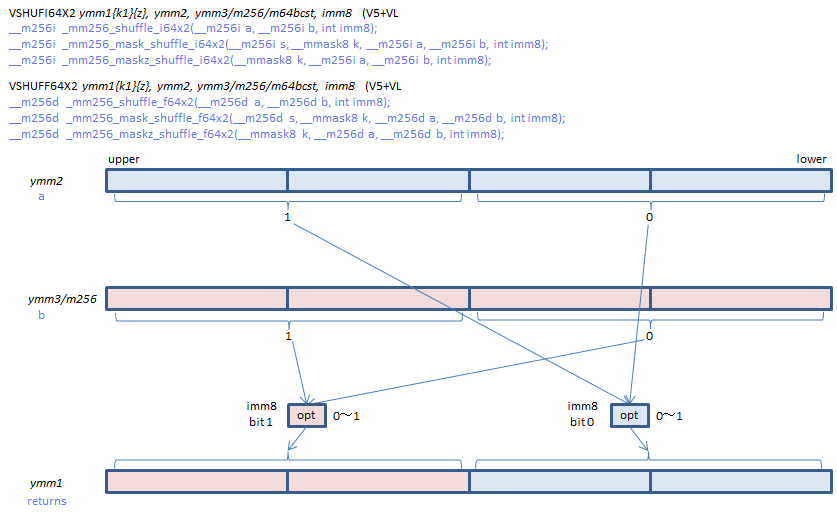 VSHUFI64X2 ymm1{k1}{z}, ymm2, ymm3/m256/m64bcst, imm8 (V5+VL
__m256i _mm256_shuffle_i64x2(__m256i a, __m256i b, int imm8);
__m256i _mm256_mask_shuffle_i64x2(__m256i s, __mmask8 k, __m256i a, __m256i b, int imm8);
__m256i _mm256_maskz_shuffle_i64x2(__mmask8 k, __m256i a, __m256i b, int imm8);
VSHUFF64X2 ymm1{k1}{z}, ymm2, ymm3/m256/m64bcst, imm8 (V5+VL
__m256d _mm256_shuffle_f64x2(__m256d a, __m256d b, int imm8);
__m256d _mm256_mask_shuffle_f64x2(__m256d s, __mmask8 k, __m256d a, __m256d b, int imm8);
__m256d _mm256_maskz_shuffle_f64x2(__mmask8 k, __m256d a, __m256d b, int imm8);
upper lower
ymm2
a
1 0
ymm3/m256
b
1 0
imm8 opt 0～1 imm8 opt 0～1
bit 1 bit 0
ymm1
returns